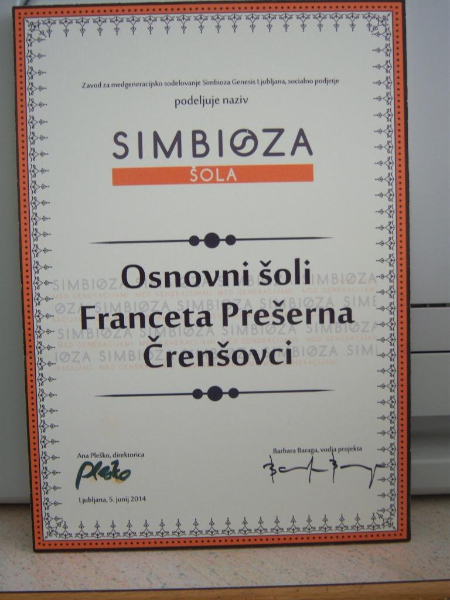 Zavod za medgeneracijsko sodelovanje Simbioza Genesis Ljubljana, socialno podjetje
podeljuje naziv
SIMBIOZA
ŠOLA
Osnovni šoli
Franceta Prešerna
Črenšovci
Ana Pleško, direktorica
Barbara Baraga, vodja projekta
Pleško
Ljubljana, 5. junij 2014